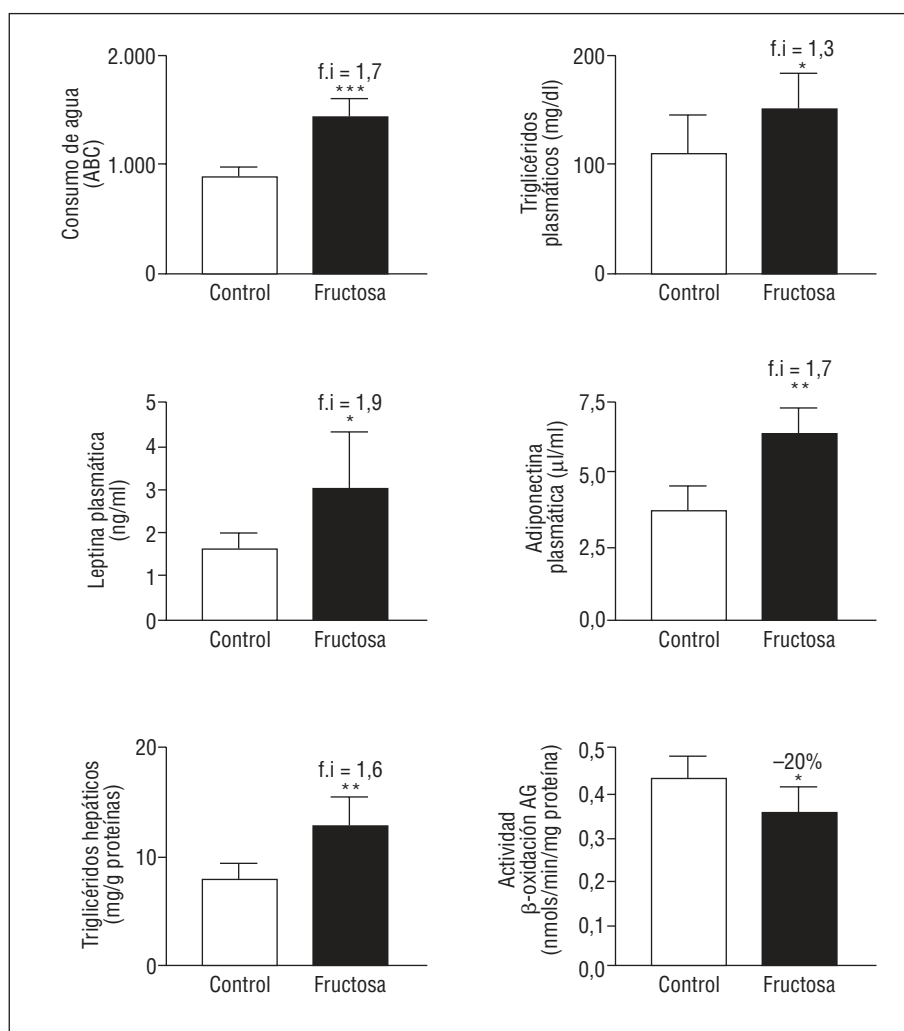 Consumo de agua
(ABC)
2.000
1.000
0
f.i = 1,7
***
Control
Fructosa
Triglicéridos
plasmáticos (mg/dl)
200
100
0
f.i = 1,3
*
Control
Fructosa
Leptina plasmática
(ng/ml)
5
4
3
2
1
0
f.i = 1,9
*
Control
Fructosa
Adiponectina
plasmática (μl/ml)
7,5
5,0
2,5
0,0
f.i = 1,7
**
Control
Fructosa
Triglicéridos hepáticos
(mg/g proteínas)
20
10
0
f.i = 1,6
**
Control
Fructosa
Actividad
β-oxidación AG
(nmols/min/mg proteína)
0,5
0,4
0,3
0,2
0,1
0,0
–20%
*
Control
Fructosa